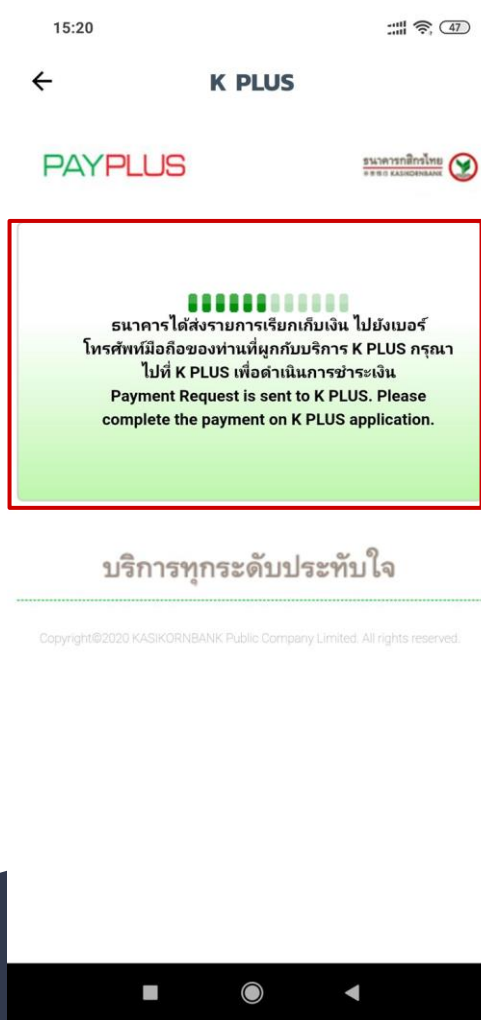 15:20
47
K PLUS
PAYPLUS
ธนาคารกสิกรไทย
KASIKORNBANK
ธนาคารได้ส่งรายการเรียกเก็บเงิน ไปยังเบอร์
โทรศัพท์มือถือของท่านที่ผูกกับบริการ K PLUS กรุณา
ไปที่ K PLUS เพื่อดำเนินการชำระเงิน
Payment Request is sent to K PLUS. Please
complete the payment on K PLUS application.
บริการทุกระดับประทับใจ
Copyright©2020 KASIKORNBANK Public Company Limited. All rights reserved.